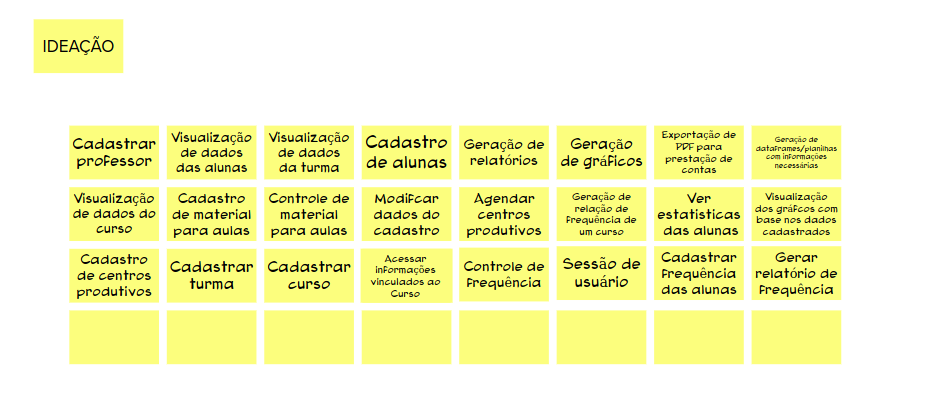 IDEAÇÃO
Cadastrar
professor
Visualização
de dados
das alunas
Visualização
de dados
da turma
Cadastro
de alunas
Geração de
relatórios
Geração
de gráficos
Exportação de
PDF para
prestação de
contas
Geração de
dataframes/planilhas
com informações
necessárias
Visualização
de dados do
curso
Cadastro
de material
para aulas
Controle de
material
para aulas
Modifcar
dados do
cadastro
Agendar
centros
produtivos
Geração de
relação de
frequência de
um curso
Ver
estatisticas
das alunas
Visualização
dos gráfcos com
base nos dados
cadastrados
Cadastro
de centros
produtivos
Cadastrar
turma
Cadastrar
curso
Acessar
informações
vinculados ao
Curso
Controle de
frequência
Sessão de
usuário
Cadastrar
frequência
das alunas
Gerar
relatório de
frequência